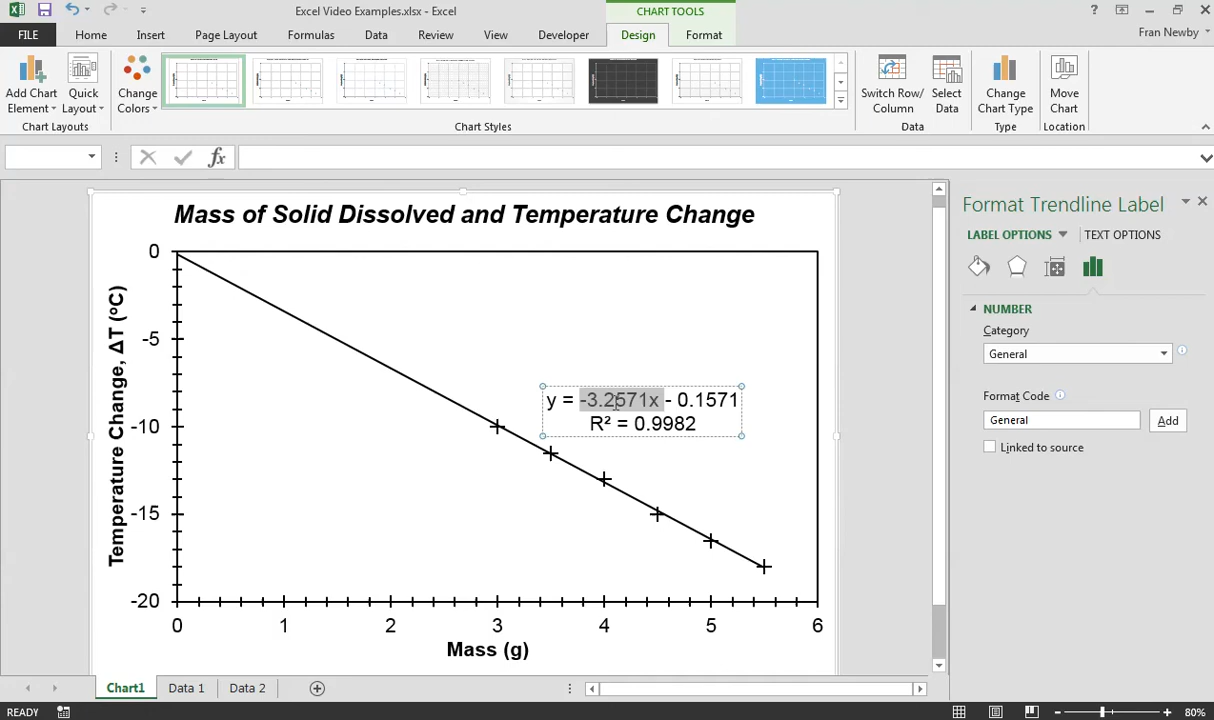 Excel Video Examples.xlsx - Excel
CHART TOOLS
?
FILE
Home
Insert
Page Layout
Formulas
Data
Review
View
Developer
Design
Format
Fran Newby
Add Chart
Element
Quick
Layout
Change
Colors
Switch Row/
Column
Select
Data
Change
Chart Type
Move
Chart
Chart Layouts
Chart Styles
Data
Type
Location
fx
Mass of Solid Dissolved and Temperature Change
0
-5
-10
-15
-20
Temperature Change, ΔT (ºC)
y = -3.2571x - 0.1571
R² = 0.9982
0 1 2 3 4 5 6
Mass (g)
Format Trendline Label
LABEL OPTIONS
TEXT OPTIONS
NUMBER
Category
General
Format Code
General
Add
Linked to source
Chart1
Data 1
Data 2
READY
80%